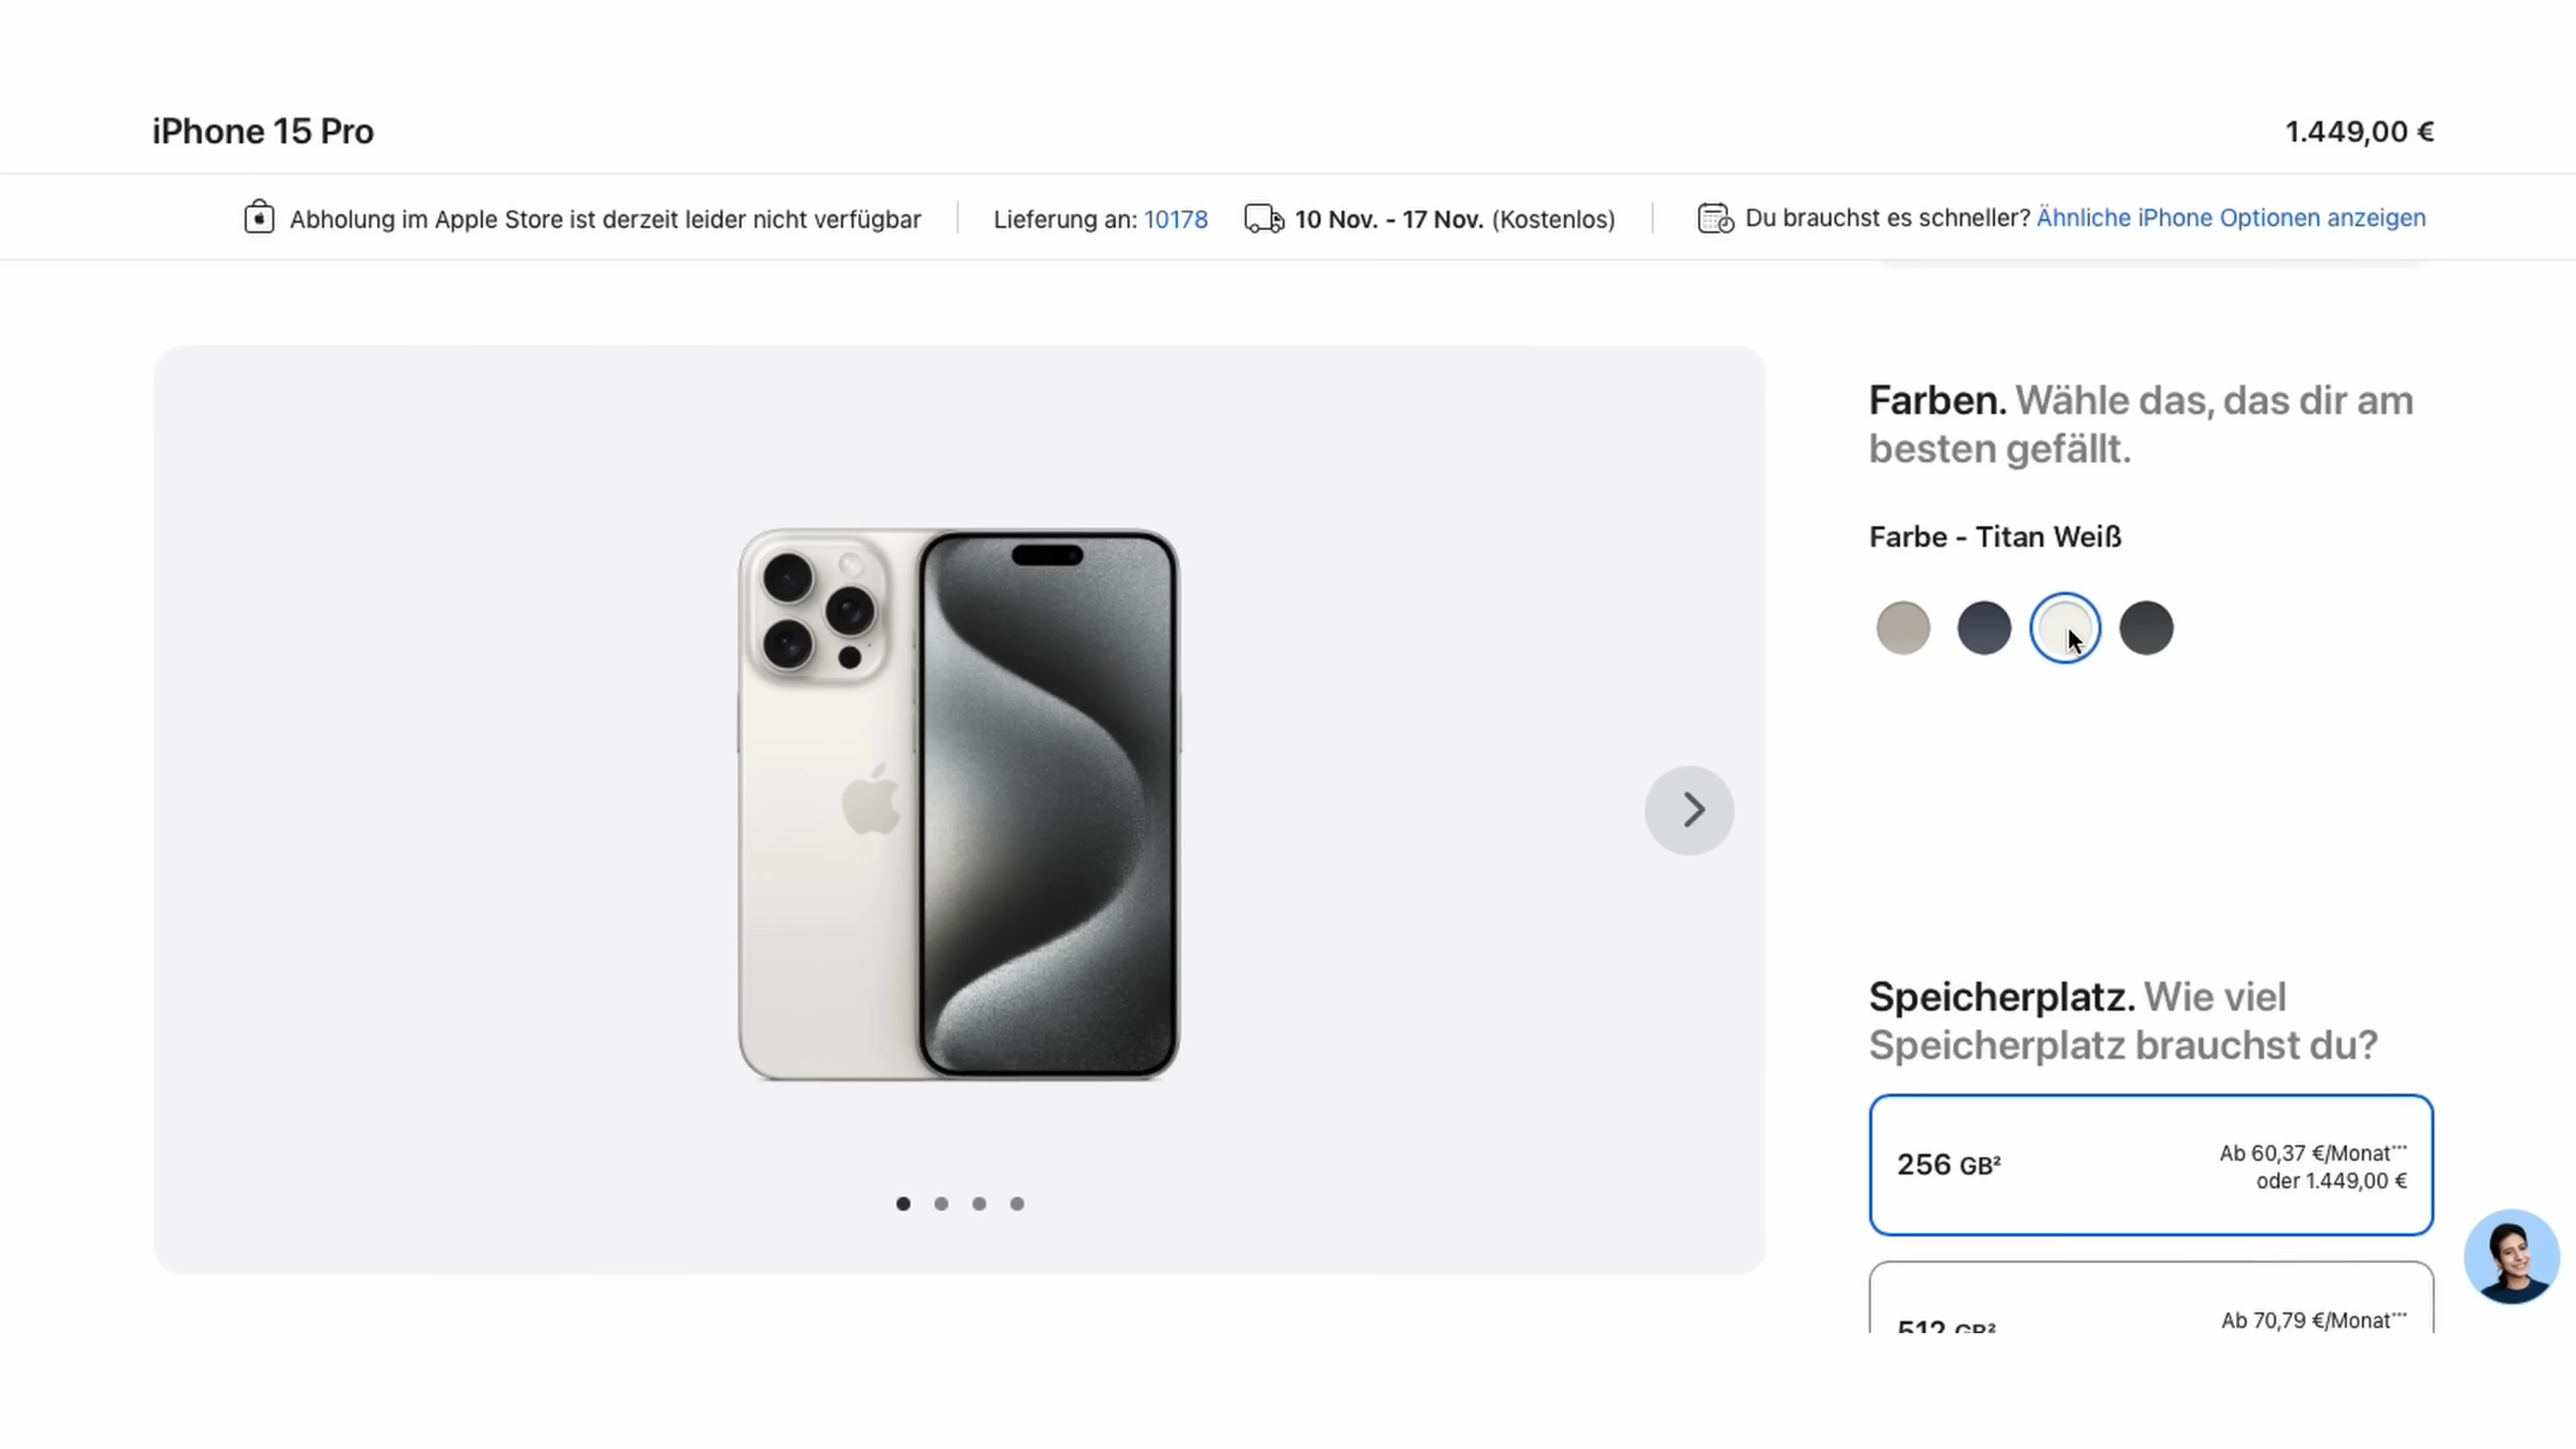 iPhone 15 Pro
1.449,00 €
Abholung im Apple Store ist derzeit leider nicht verfügbar
Lieferung an: 10178
10 Nov. - 17 Nov. (Kostenlos)
Du brauchst es schneller? Ähnliche iPhone Optionen anzeigen
Farben. Wähle das, das dir am
besten gefällt.
Farbe - Titan Weiß
Speicherplatz. Wie viel
Speicherplatz brauchst du?
256 GB²
Ab 60,37 €/Monat***
oder 1.449,00 €
512 GB²
Ab 70,79 €/Monat***